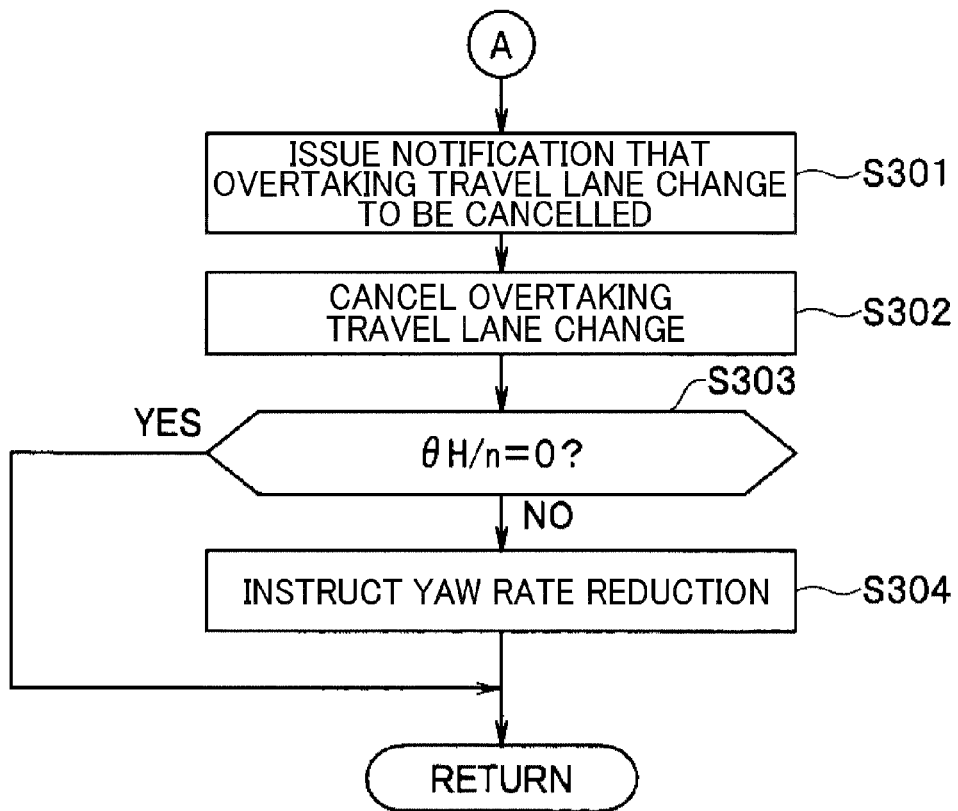 A
ISSUE NOTIFICATION THAT
OVERTAKING TRAVEL LANE CHANGE
TO BE CANCELLED
S301
CANCEL OVERTAKING
TRAVEL LANE CHANGE
S302
S303
YES
θH/n=0?
NO
INSTRUCT YAW RATE REDUCTION
S304
RETURN